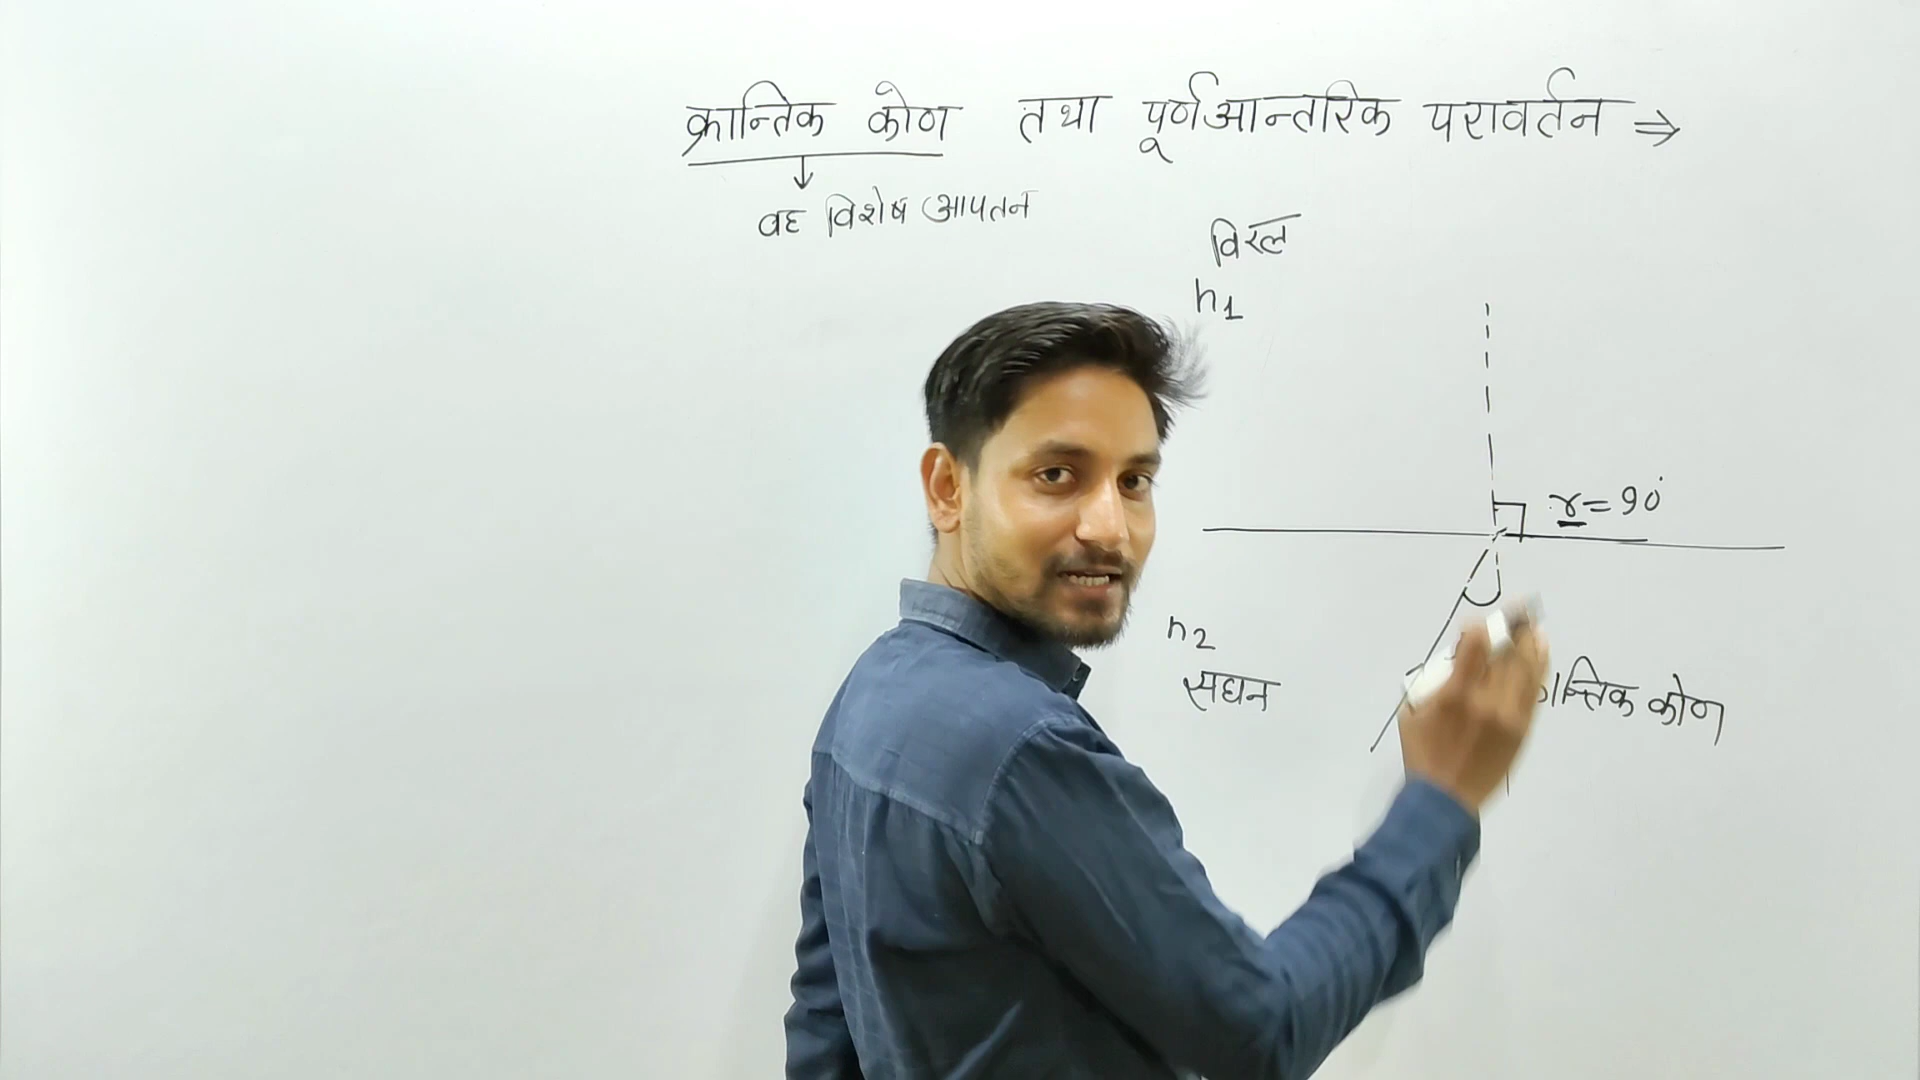 क्रान्तिक कोण तथा पूर्णआन्तरिक परावर्तन ⇒
वह विशेष आपतन
विरल
n1
r = 90°
n2
सघन
कोण